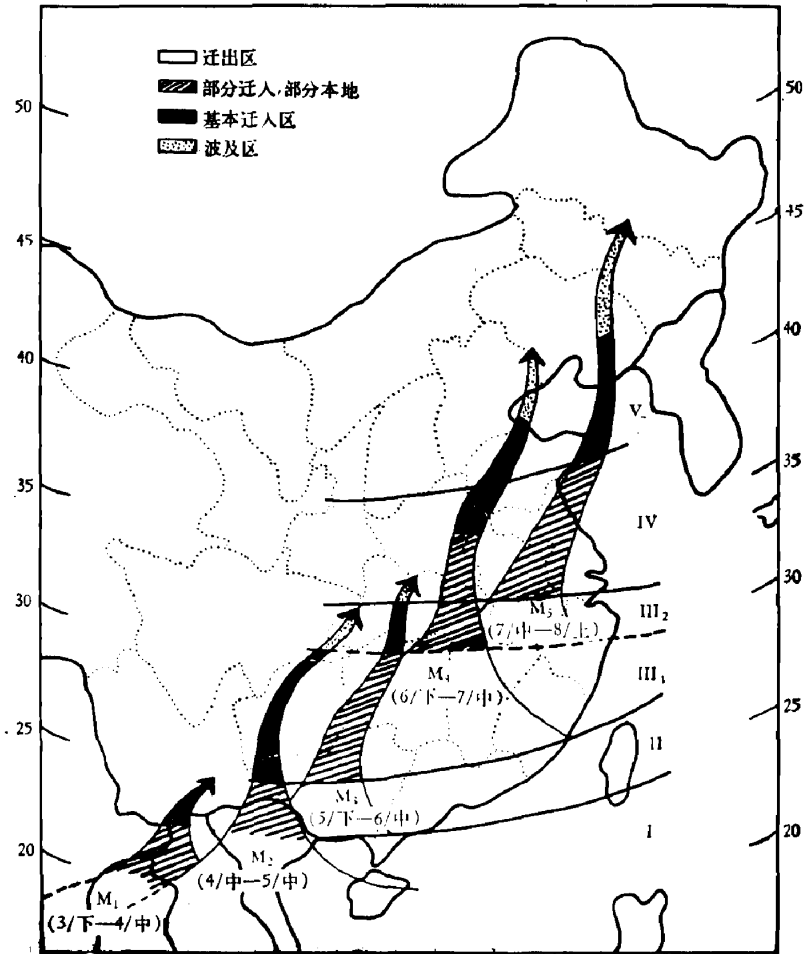 迁出区
部分迁入，部分本地
基本迁入区
波及区
50
45
40
35
30
25
20
50
45
40
35
30
25
20
V
IV
III₂
III₁
II
I
M₅
(7/中—8/上)
M₄
(6/下—7/中)
M₃
(5/下—6/中)
M₂
(4/中—5/中)
M₁
(3/下—4/中)